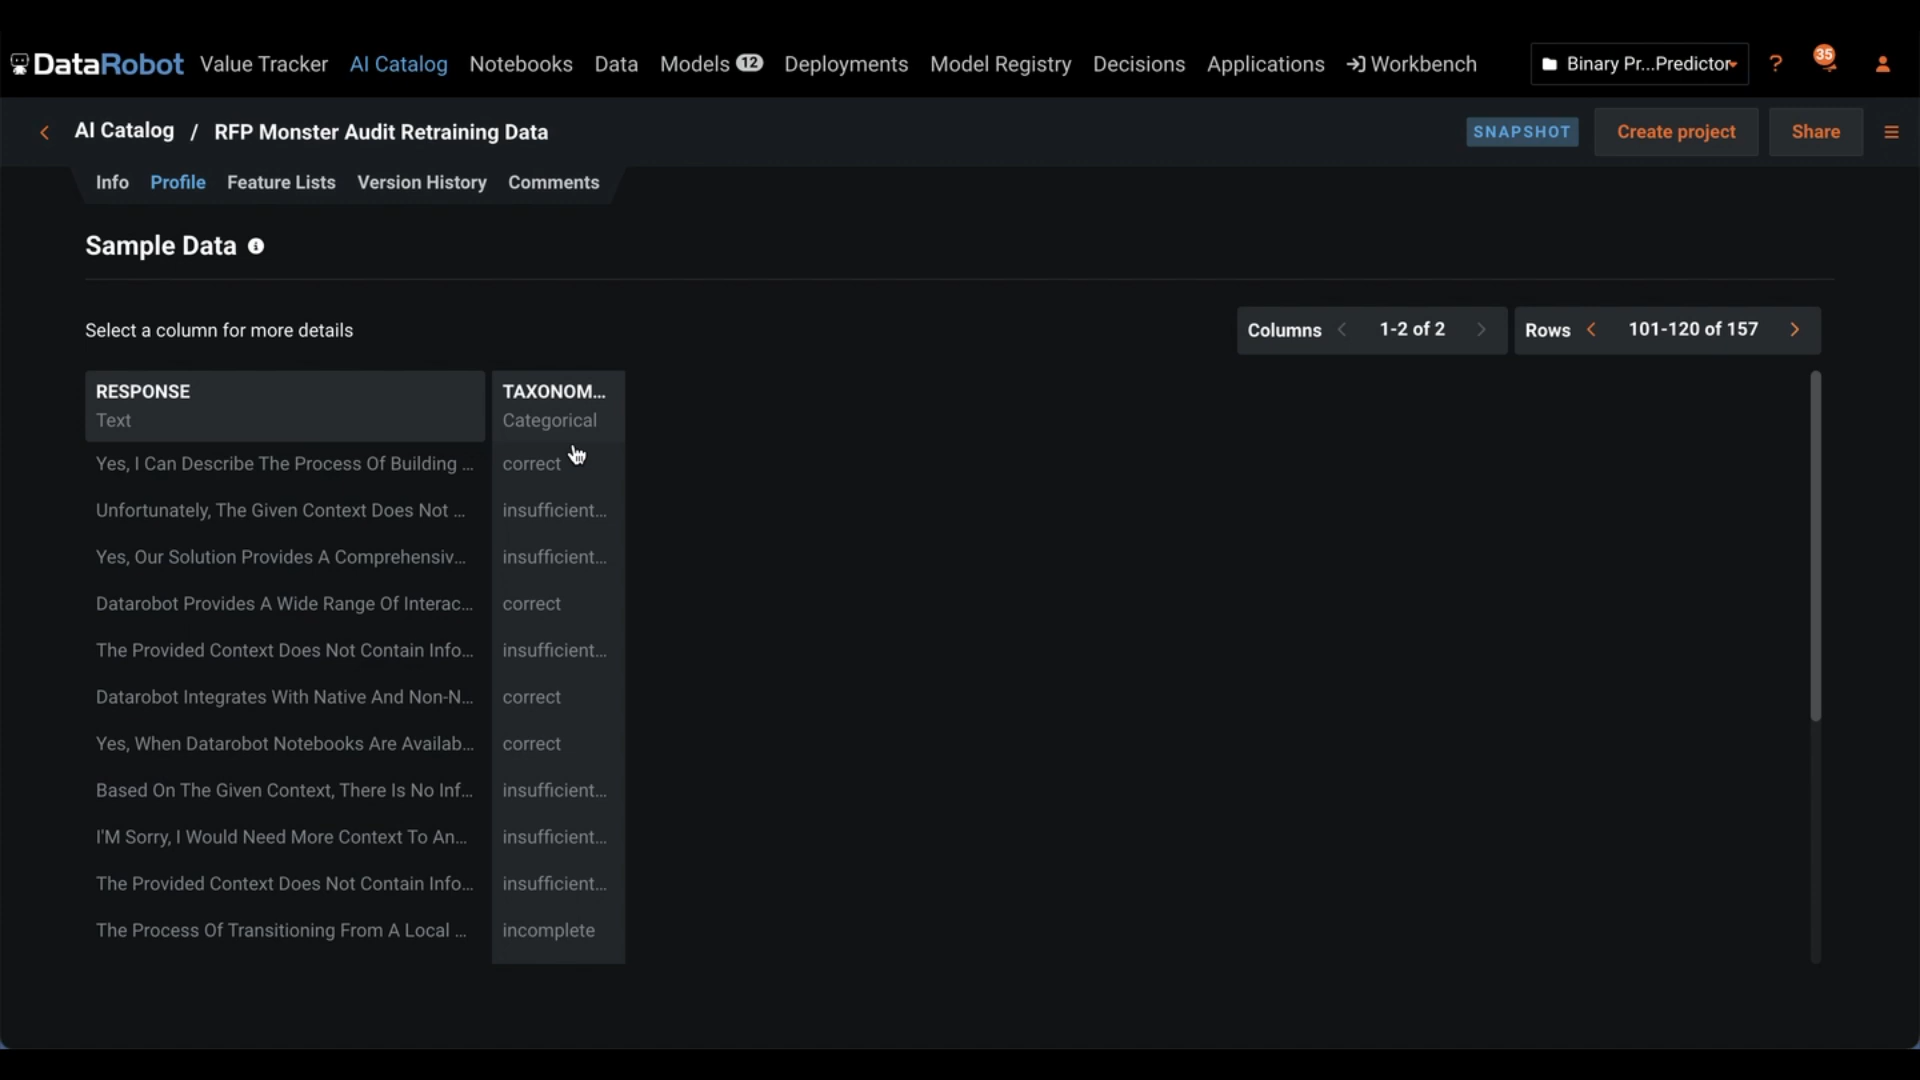 DataRobot Value Tracker AI Catalog Notebooks Data Models 12 Deployments Model Registry Decisions Applications Workbench Binary Pr...Predictor ? 35
AI Catalog / RFP Monster Audit Retraining Data SNAPSHOT Create project Share
Info Profile Feature Lists Version History Comments
Sample Data
Select a column for more details Columns 1-2 of 2 Rows 101-120 of 157
RESPONSE TAXONOM...
Text Categorical
Yes, I Can Describe The Process Of Building ... correct
Unfortunately, The Given Context Does Not ... insufficient...
Yes, Our Solution Provides A Comprehensiv... insufficient...
Datarobot Provides A Wide Range Of Interac... correct
The Provided Context Does Not Contain Info... insufficient...
Datarobot Integrates With Native And Non-N... correct
Yes, When Datarobot Notebooks Are Availab... correct
Based On The Given Context, There Is No Inf... insufficient...
I'M Sorry, I Would Need More Context To An... insufficient...
The Provided Context Does Not Contain Info... insufficient...
The Process Of Transitioning From A Local ... incomplete